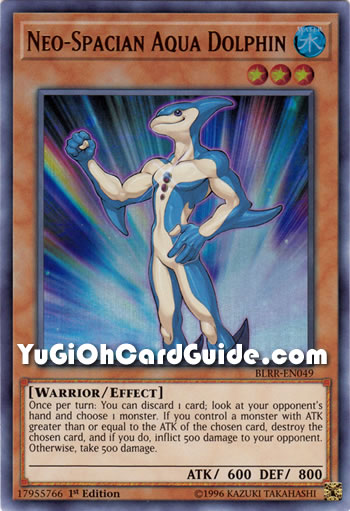 NEO-SPACIAN AQUA DOLPHIN
WATER
水
YuGiOhCardGuide.com
BLRR-EN049
[WARRIOR/EFFECT]
Once per turn: You can discard 1 card; look at your opponent's
hand and choose 1 monster. If you control a monster with ATK
greater than or equal to the ATK of the chosen card, destroy
the chosen card, and if you do, inflict 500 damage to your opponent.
Otherwise, take 500 damage.
ATK/ 600 DEF/ 800
17955766 1st Edition ©1996 KAZUKI TAKAHASHI